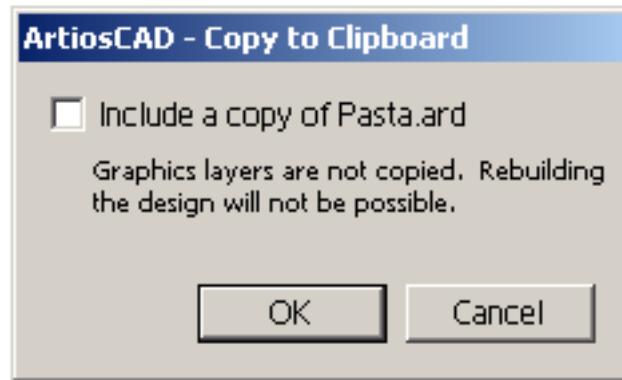 ArtiosCAD - Copy to Clipboard
Include a copy of Pasta.ard
Graphics layers are not copied. Rebuilding
the design will not be possible.
OK
Cancel